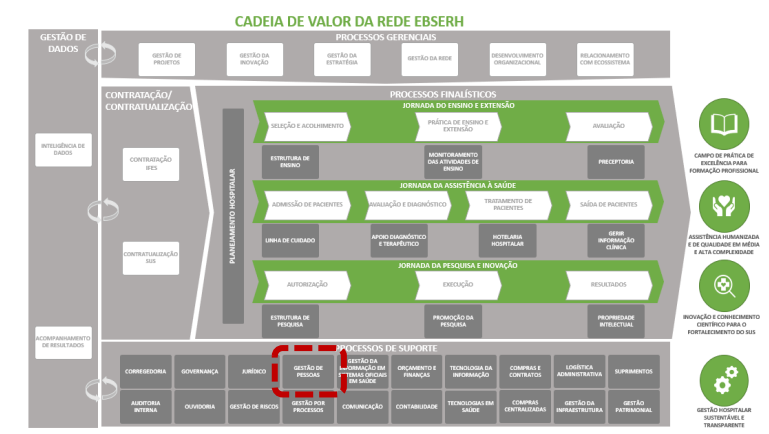 CADEIA DE VALOR DA REDE EBSERH
GESTÃO DE
DADOS
INTELIGÊNCIA DE
DADOS
ACOMPANHAMENTO
DE RESULTADOS
PROCESSOS GERENCIAIS
GESTÃO DE
PROJETOS
GESTÃO DA
INOVAÇÃO
GESTÃO DA
ESTRATÉGIA
GESTÃO DA REDE
DESENVOLVIMENTO
ORGANIZACIONAL
RELACIONAMENTO
COM ECOSSISTEMA
CONTRATAÇÃO/
CONTRATUALIZAÇÃO
CONTRATAÇÃO
IFES
CONTRATUALIZAÇÃO
SUS
PROCESSOS FINALÍSTICOS
PLANEJAMENTO HOSPITALAR
JORNADA DO ENSINO E EXTENSÃO
SELEÇÃO E ACOLHIMENTO
PRÁTICA DE ENSINO E
EXTENSÃO
AVALIAÇÃO
ESTRUTURA DE
ENSINO
MONITORAMENTO
DAS ATIVIDADES DE
ENSINO
PRECEPTORIA
JORNADA DA ASSISTÊNCIA À SAÚDE
ADMISSÃO DE PACIENTES
AVALIAÇÃO E DIAGNÓSTICO
TRATAMENTO DE
PACIENTES
SAÍDA DE PACIENTES
LINHA DE CUIDADO
APOIO DIAGNÓSTICO
E TERAPÊUTICO
HOTELARIA
HOSPITALAR
GERIR
INFORMAÇÃO
CLÍNICA
JORNADA DA PESQUISA E INOVAÇÃO
AUTORIZAÇÃO
EXECUÇÃO
RESULTADOS
ESTRUTURA DE
PESQUISA
PROMOÇÃO DA
PESQUISA
PROPRIEDADE
INTELECTUAL
PROCESSOS DE SUPORTE
CORREGEDORIA
GOVERNANÇA
JURÍDICO
GESTÃO DE
PESSOAS
GESTÃO DA
INFORMAÇÃO EM
SISTEMAS OFICIAIS
EM SAÚDE
ORÇAMENTO E
FINANÇAS
TECNOLOGIA DA
INFORMAÇÃO
COMPRAS E
CONTRATOS
LOGÍSTICA
ADMINISTRATIVA
SUPRIMENTOS
AUDITORIA
INTERNA
OUVIDORIA
GESTÃO DE RISCOS
GESTÃO POR
PROCESSOS
COMUNICAÇÃO
CONTABILIDADE
TECNOLOGIAS EM
SAÚDE
COMPRAS
CENTRALIZADAS
GESTÃO DA
INFRAESTRUTURA
GESTÃO
PATRIMONIAL
CAMPO DE PRÁTICA DE
EXCELÊNCIA PARA
FORMAÇÃO PROFISSIONAL
ASSISTÊNCIA HUMANIZADA
E DE QUALIDADE EM MÉDIA
E ALTA COMPLEXIDADE
INOVAÇÃO E CONHECIMENTO
CIENTÍFICO PARA O
FORTALECIMENTO DO SUS
GESTÃO HOSPITALAR
SUSTENTÁVEL E
TRANSPARENTE